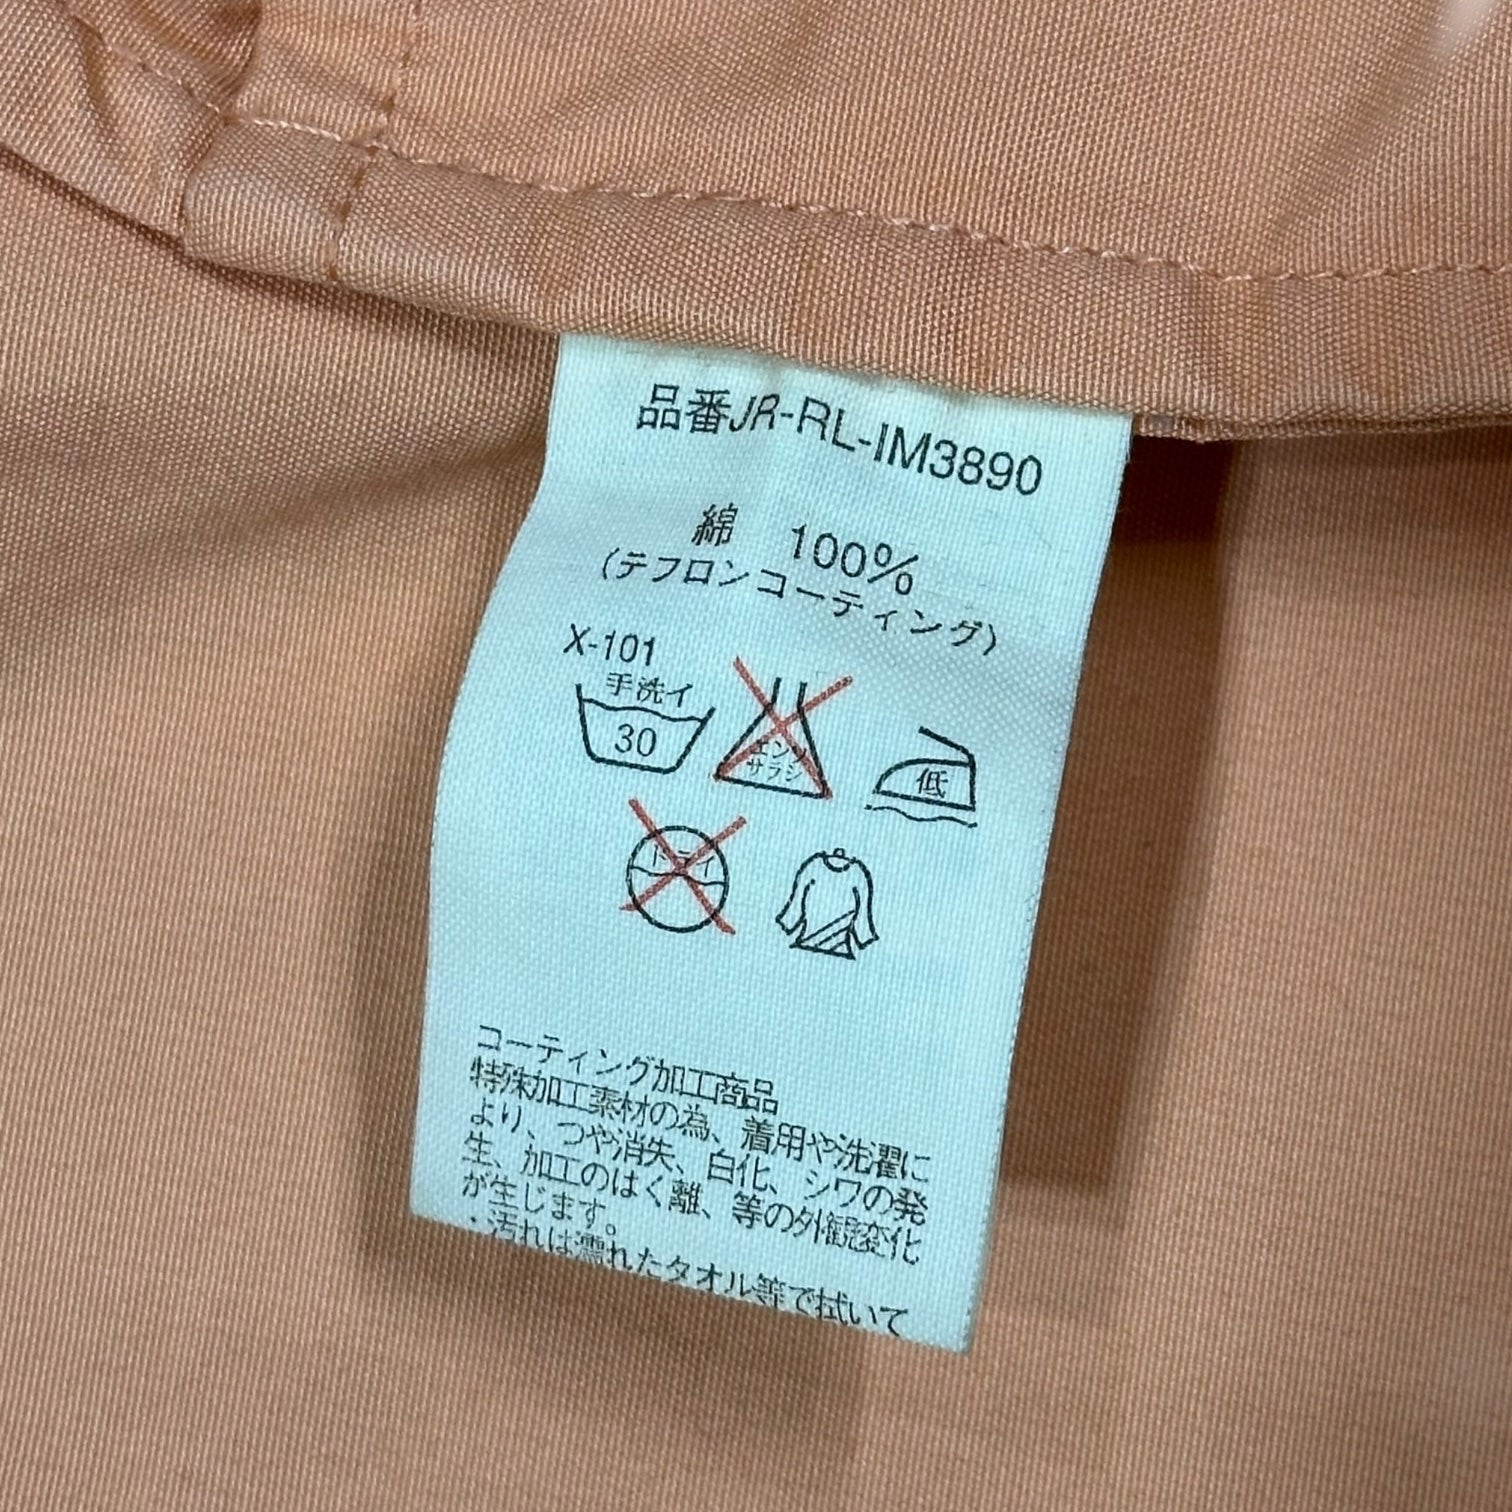 品番JR-RL-IM3890
綿 100%
(テフロンコーティング)
X-101
手洗イ
30
エンソ
サラシ
低
ドライ
コーティング加工商品
特殊加工素材の為、着用や洗濯に
より、つや消失、白化、シワの発
生、加工のはく離、等の外観変化
が生じます。
・汚れは濡れたタオル等で拭いて